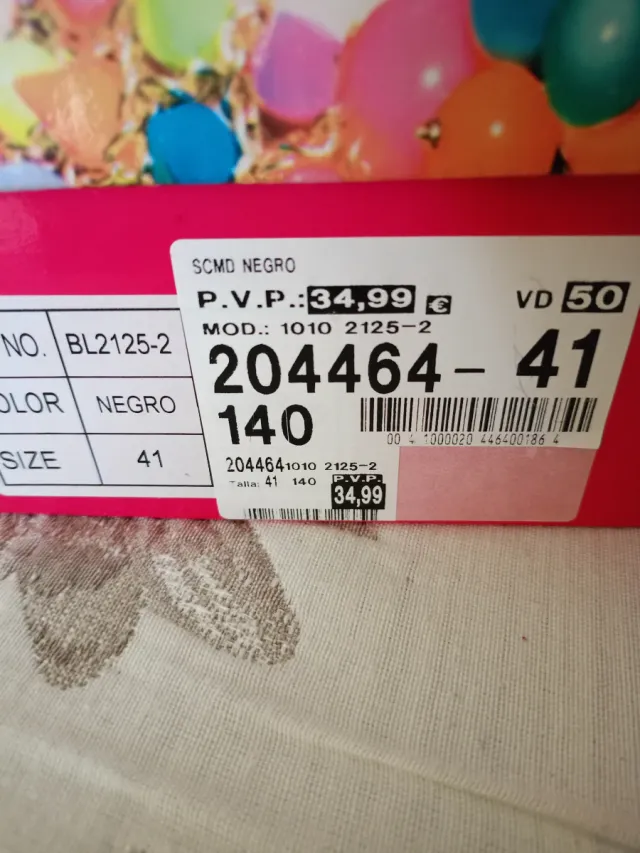 NO. BL2125-2
OLOR NEGRO
SIZE 41
SCMD NEGRO
P.V.P.: 34,99 € VD 50
MOD.: 1010 2125-2
204464- 41
140
00 4 1000020 446400186 4
204464 1010 2125-2
Talla: 41 140 P.V.P.
34,99